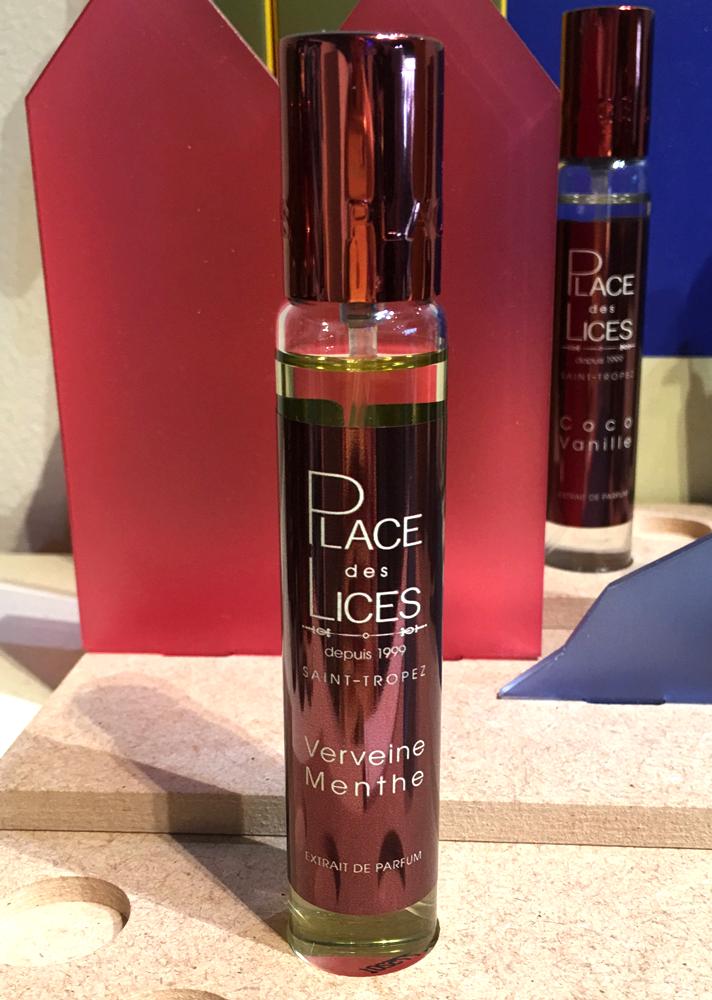 PLACE
des
LICES
depuis 1999
SAINT-TROPEZ
Verveine
Menthe
EXTRAIT DE PARFUM
PLACE
des
LICES
depuis 1999
SAINT-TROPEZ
Coco
Vanille
EXTRAIT DE PARFUM